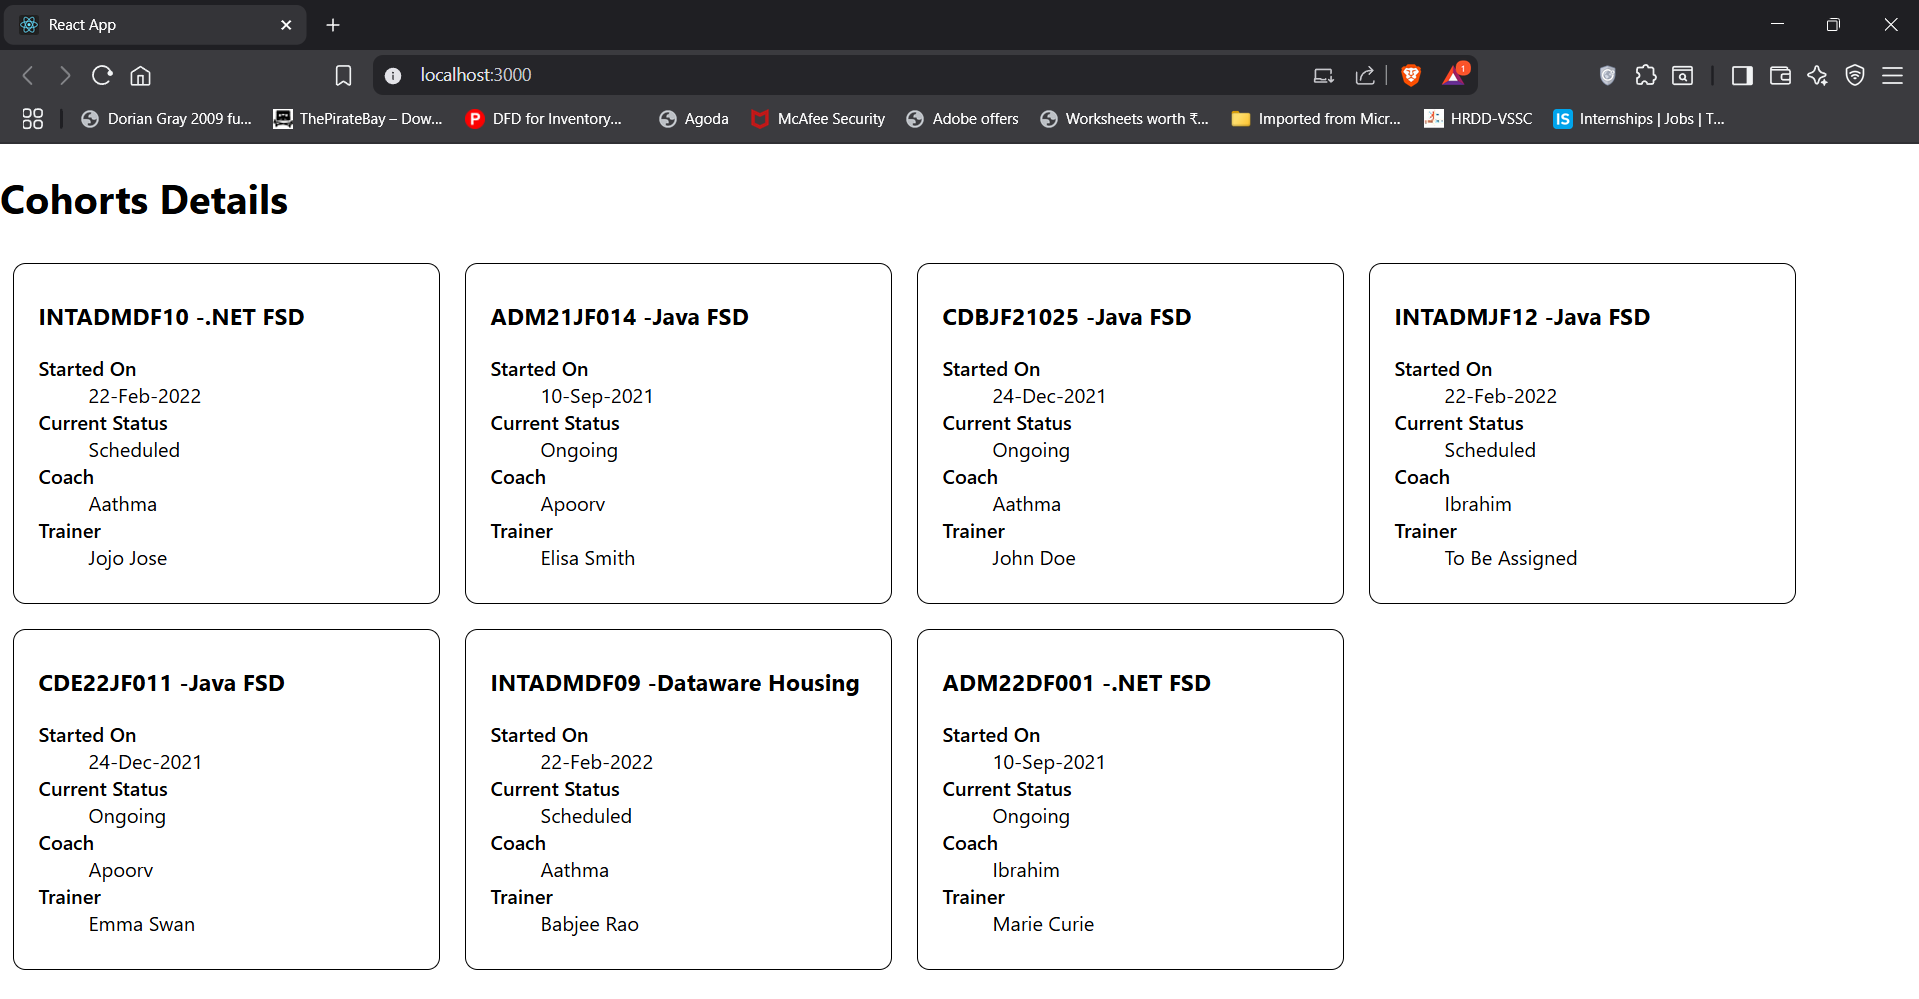 React App
localhost:3000
1
Dorian Gray 2009 fu...
ThePirateBay – Dow...
DFD for Inventory...
Agoda
McAfee Security
Adobe offers
Worksheets worth ₹...
Imported from Micr...
HRDD-VSSC
IS Internships | Jobs | T...
Cohorts Details
INTADMDF10 -.NET FSD
Started On
22-Feb-2022
Current Status
Scheduled
Coach
Aathma
Trainer
Jojo Jose
ADM21JF014 -Java FSD
Started On
10-Sep-2021
Current Status
Ongoing
Coach
Apoorv
Trainer
Elisa Smith
CDBJF21025 -Java FSD
Started On
24-Dec-2021
Current Status
Ongoing
Coach
Aathma
Trainer
John Doe
INTADMJF12 -Java FSD
Started On
22-Feb-2022
Current Status
Scheduled
Coach
Ibrahim
Trainer
To Be Assigned
CDE22JF011 -Java FSD
Started On
24-Dec-2021
Current Status
Ongoing
Coach
Apoorv
Trainer
Emma Swan
INTADMDF09 -Dataware Housing
Started On
22-Feb-2022
Current Status
Scheduled
Coach
Aathma
Trainer
Babjee Rao
ADM22DF001 -.NET FSD
Started On
10-Sep-2021
Current Status
Ongoing
Coach
Ibrahim
Trainer
Marie Curie